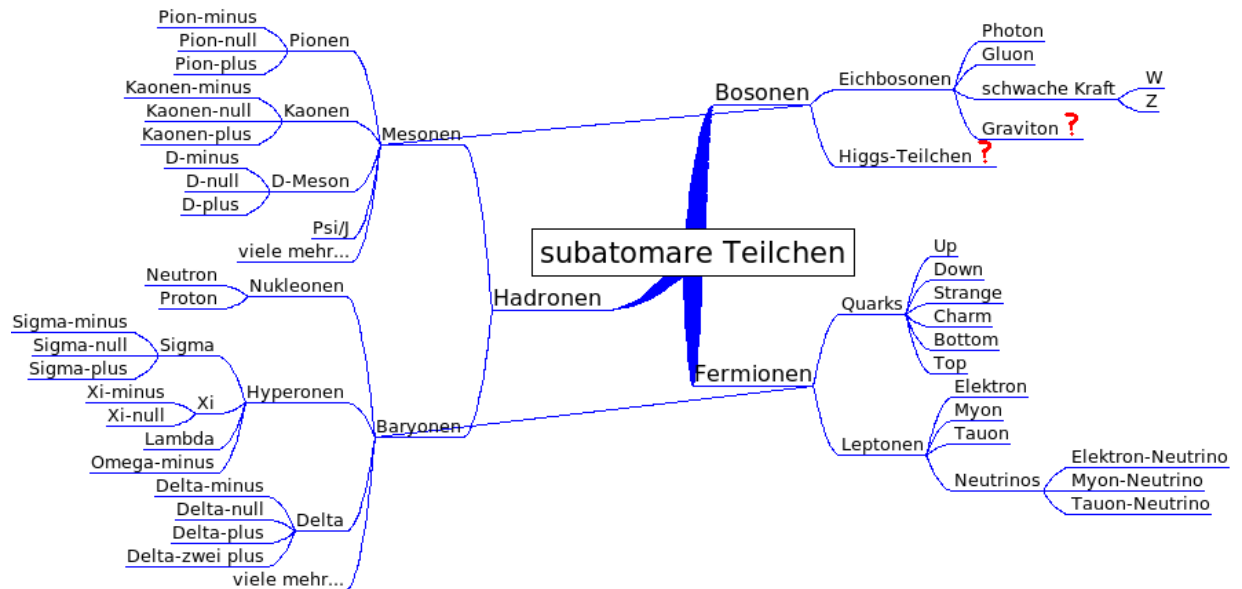 subatomare Teilchen
Bosonen
Eichbosonen
Photon
Gluon
schwache Kraft
W
Z
Graviton ?
Higgs-Teilchen ?
Fermionen
Quarks
Up
Down
Strange
Charm
Bottom
Top
Leptonen
Elektron
Myon
Tauon
Neutrinos
Elektron-Neutrino
Myon-Neutrino
Tauon-Neutrino
Hadronen
Mesonen
Pionen
Pion-minus
Pion-null
Pion-plus
Kaonen
Kaonen-minus
Kaonen-null
Kaonen-plus
D-Meson
D-minus
D-null
D-plus
Psi/J
viele mehr...
Baryonen
Nukleonen
Neutron
Proton
Hyperonen
Sigma
Sigma-minus
Sigma-null
Sigma-plus
Xi
Xi-minus
Xi-null
Lambda
Omega-minus
Delta
Delta-minus
Delta-null
Delta-plus
Delta-zwei plus
viele mehr...